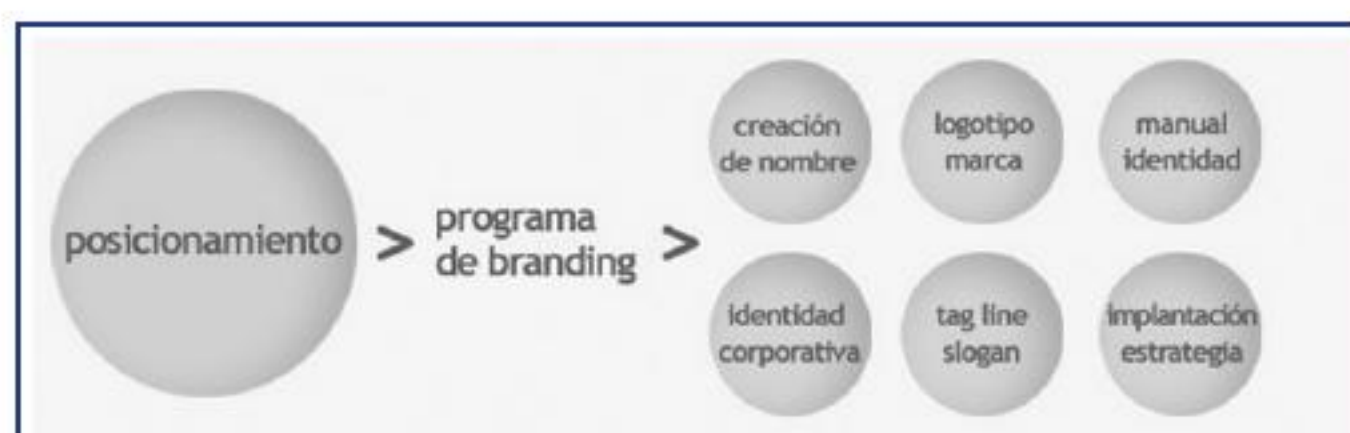 posicionamiento
>
programa
de branding
>
creación
de nombre
logotipo
marca
manual
identidad
identidad
corporativa
tag line
slogan
implantación
estrategia